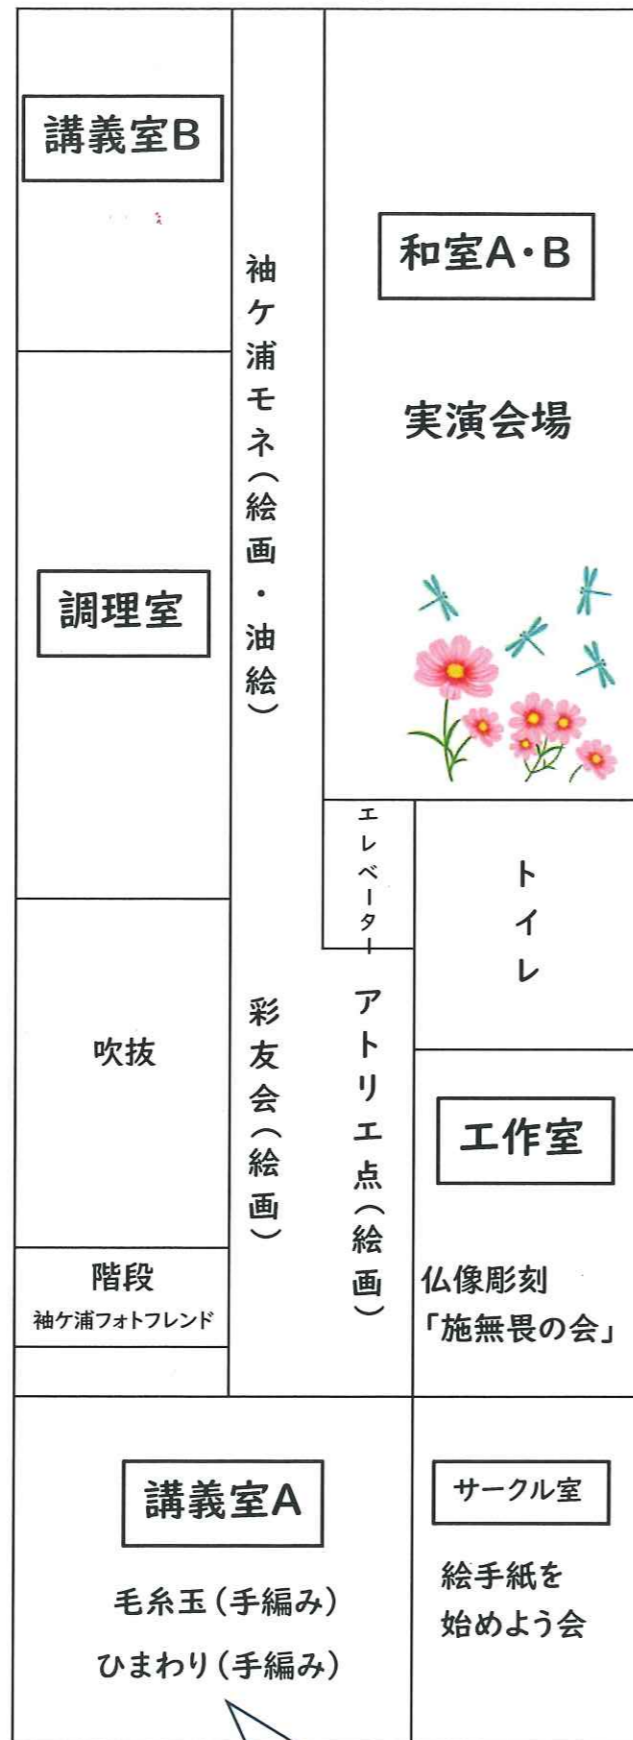 講義室B
和室A・B
実演会場
袖ケ浦モネ（絵画・油絵）
調理室
エレベーター
トイレ
吹抜
彩友会（絵画）
アトリエ点（絵画）
工作室
仏像彫刻
「施無畏の会」
階段
袖ケ浦フォトフレンド
講義室A
毛糸玉（手編み）
ひまわり（手編み）
サークル室
絵手紙を
始めよう会